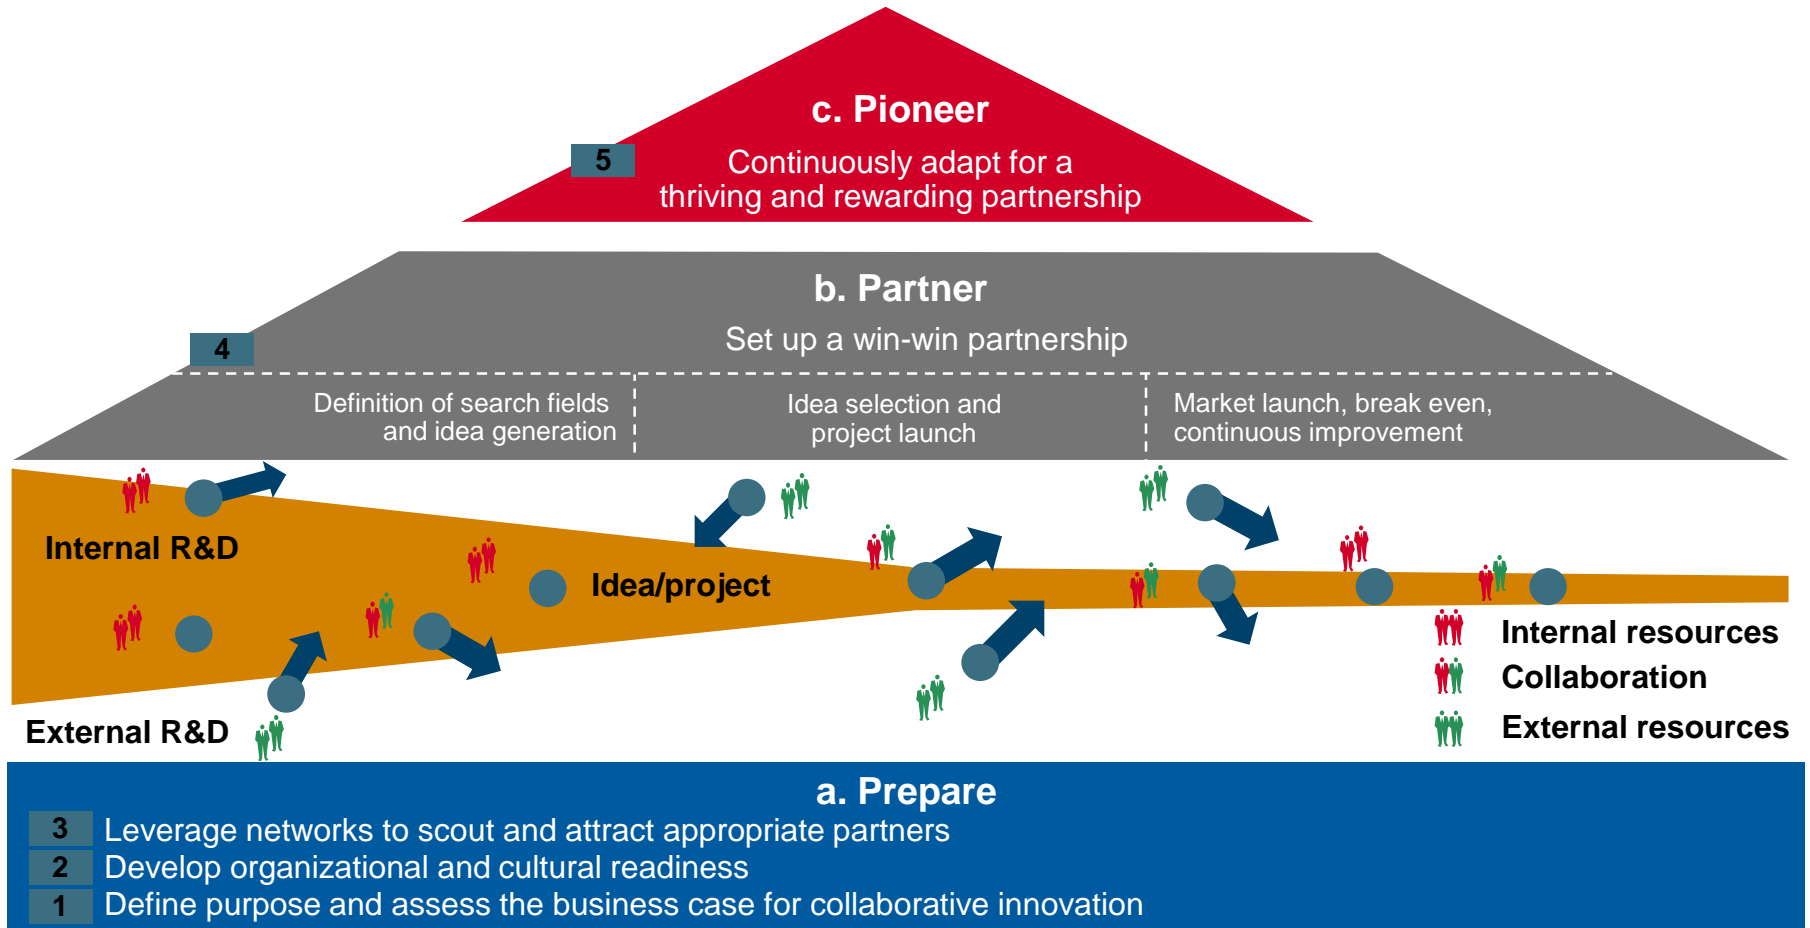 c. Pioneer
5
Continuously adapt for a
thriving and rewarding partnership
b. Partner
4
Set up a win-win partnership
Definition of search fields
and idea generation
Idea selection and
project launch
Market launch, break even,
continuous improvement
Internal R&D
Idea/project
External R&D
Internal resources
Collaboration
External resources
a. Prepare
3 Leverage networks to scout and attract appropriate partners
2 Develop organizational and cultural readiness
1 Define purpose and assess the business case for collaborative innovation